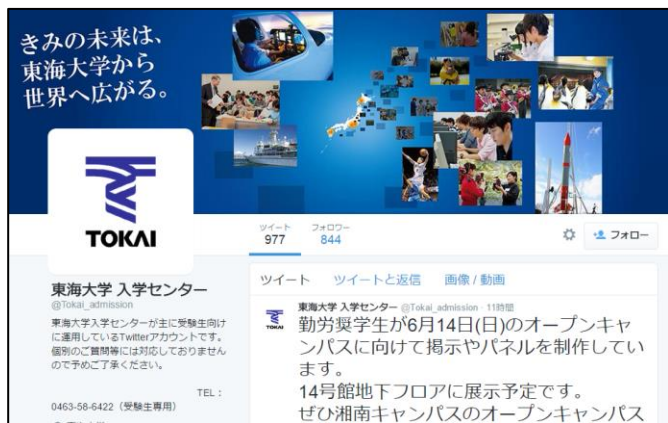 きみの未来は、
東海大学から
世界へ広がる。
TOKAI
ツイート
977
フォロワー
844
フォロー
東海大学 入学センター
@Tokai_admission
東海大学入学センターが主に受験生向け
に運用しているTwitterアカウントです。
個別のご質問等には対応しておりません
ので予めご了承ください。
TEL:
0463-58-6422(受験生専用)
ツイート ツイートと返信 画像 / 動画
東海大学 入学センター @Tokai_admission · 11時間
TOKAI
勤労奨学生が6月14日(日)のオープンキャ
ンパスに向けて掲示やパネルを制作してい
ます。
14号館地下フロアに展示予定です。
ぜひ湘南キャンパスのオープンキャンパス